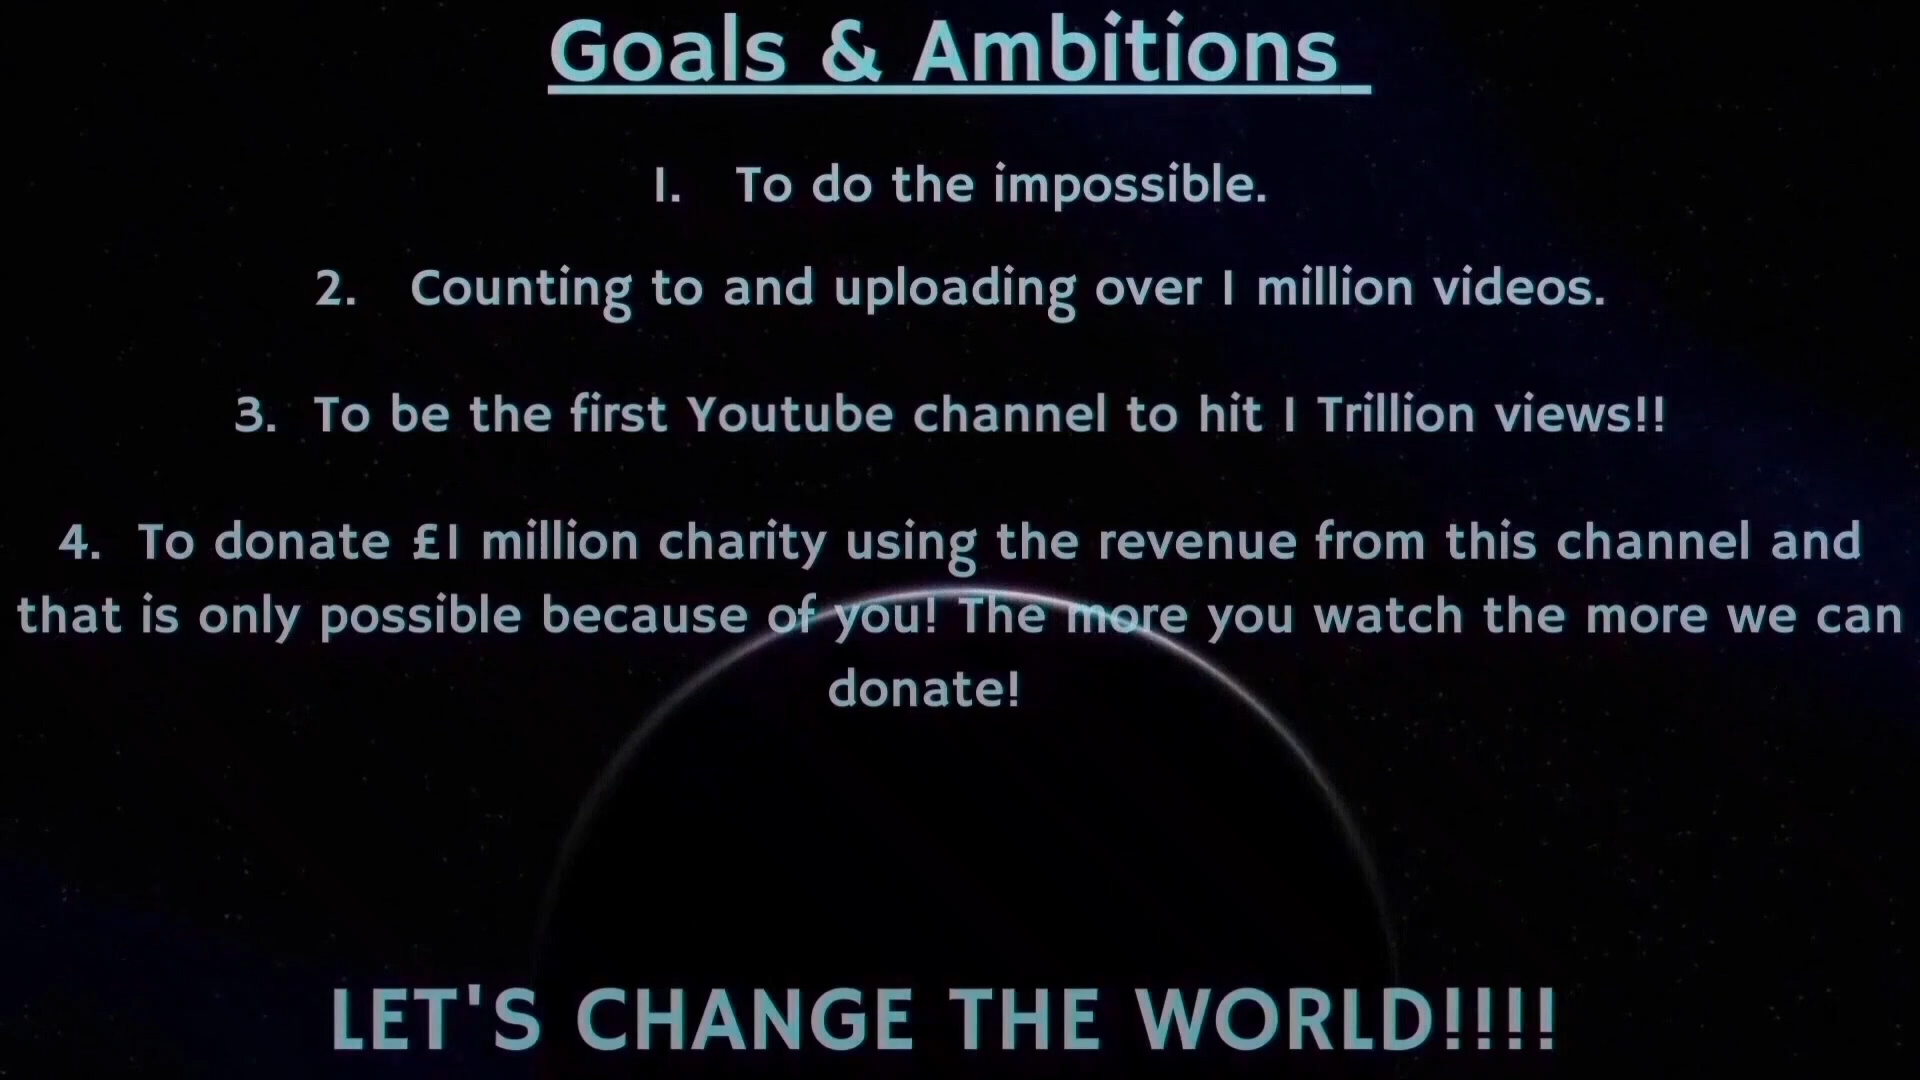 Goals & Ambitions
1. To do the impossible.
2. Counting to and uploading over 1 million videos.
3. To be the first Youtube channel to hit 1 Trillion views!!
4. To donate £1 million charity using the revenue from this channel and
that is only possible because of you! The more you watch the more we can
donate!
LET'S CHANGE THE WORLD!!!!